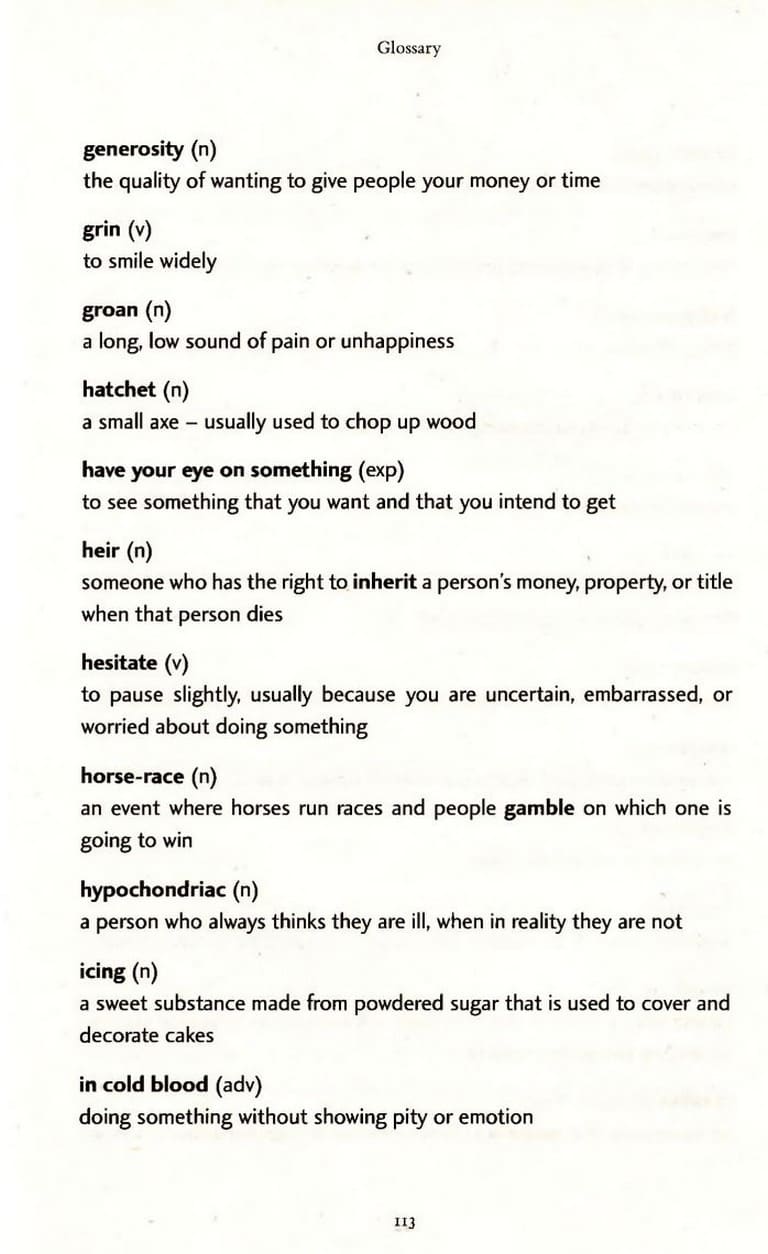 Glossary
generosity (n)
the quality of wanting to give people your money or time
grin (v)
to smile widely
groan (n)
a long, low sound of pain or unhappiness
hatchet (n)
a small axe – usually used to chop up wood
have your eye on something (exp)
to see something that you want and that you intend to get
heir (n)
someone who has the right to inherit a person's money, property, or title
when that person dies
hesitate (v)
to pause slightly, usually because you are uncertain, embarrassed, or
worried about doing something
horse-race (n)
an event where horses run races and people gamble on which one is
going to win
hypochondriac (n)
a person who always thinks they are ill, when in reality they are not
icing (n)
a sweet substance made from powdered sugar that is used to cover and
decorate cakes
in cold blood (adv)
doing something without showing pity or emotion
113